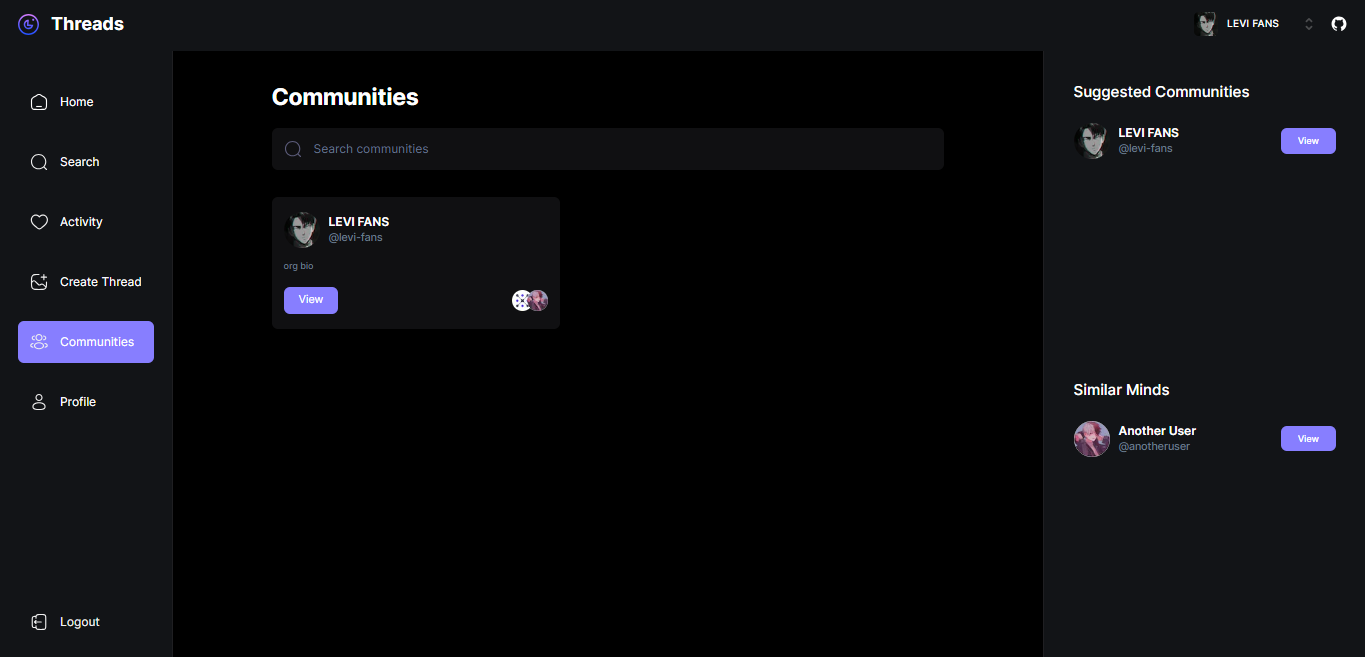 Threads
LEVI FANS
Home
Search
Activity
Create Thread
Communities
Profile
Logout
Communities
Search communities
LEVI FANS
@levi-fans
org bio
View
Suggested Communities
LEVI FANS
@levi-fans
View
Similar Minds
Another User
@anotheruser
View